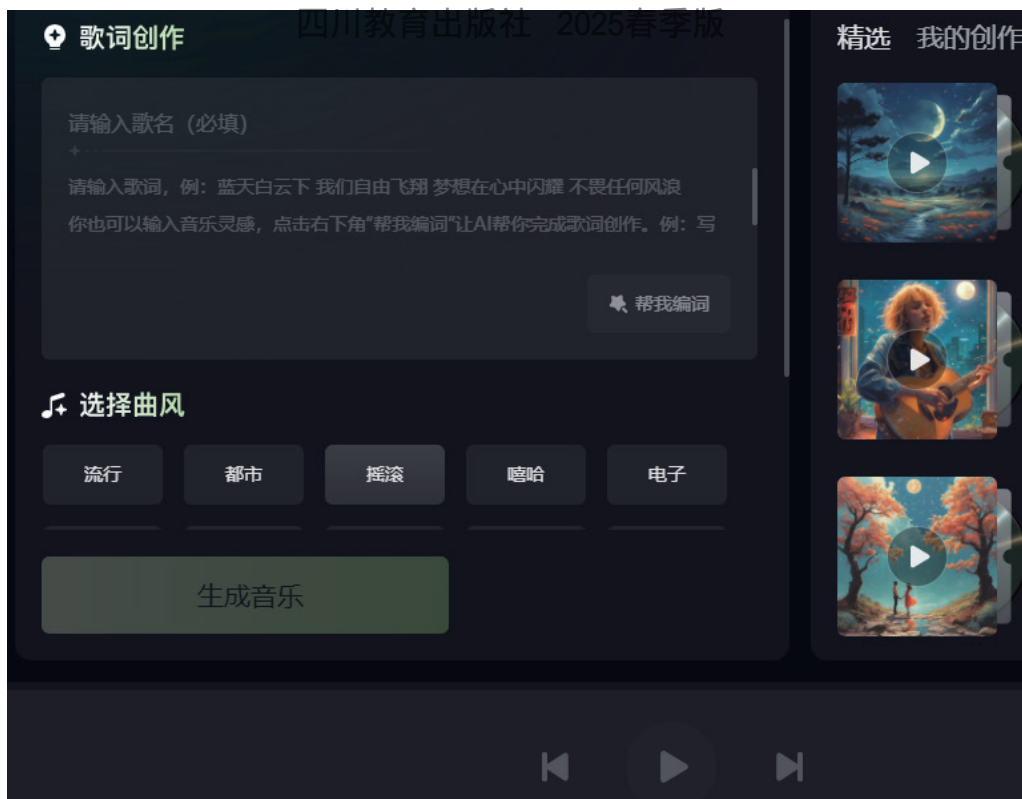 四川教育出版社 2025春季版
歌词创作
精选 我的创作
请输入歌名（必填）
请输入歌词，例：蓝天白云下 我们自由飞翔 梦想在心中闪耀 不畏任何风浪
你也可以输入音乐灵感，点击右下角“帮我编词”让AI帮你完成歌词创作。例：写
帮我编词
选择曲风
流行 都市 摇滚 嘻哈 电子
生成音乐